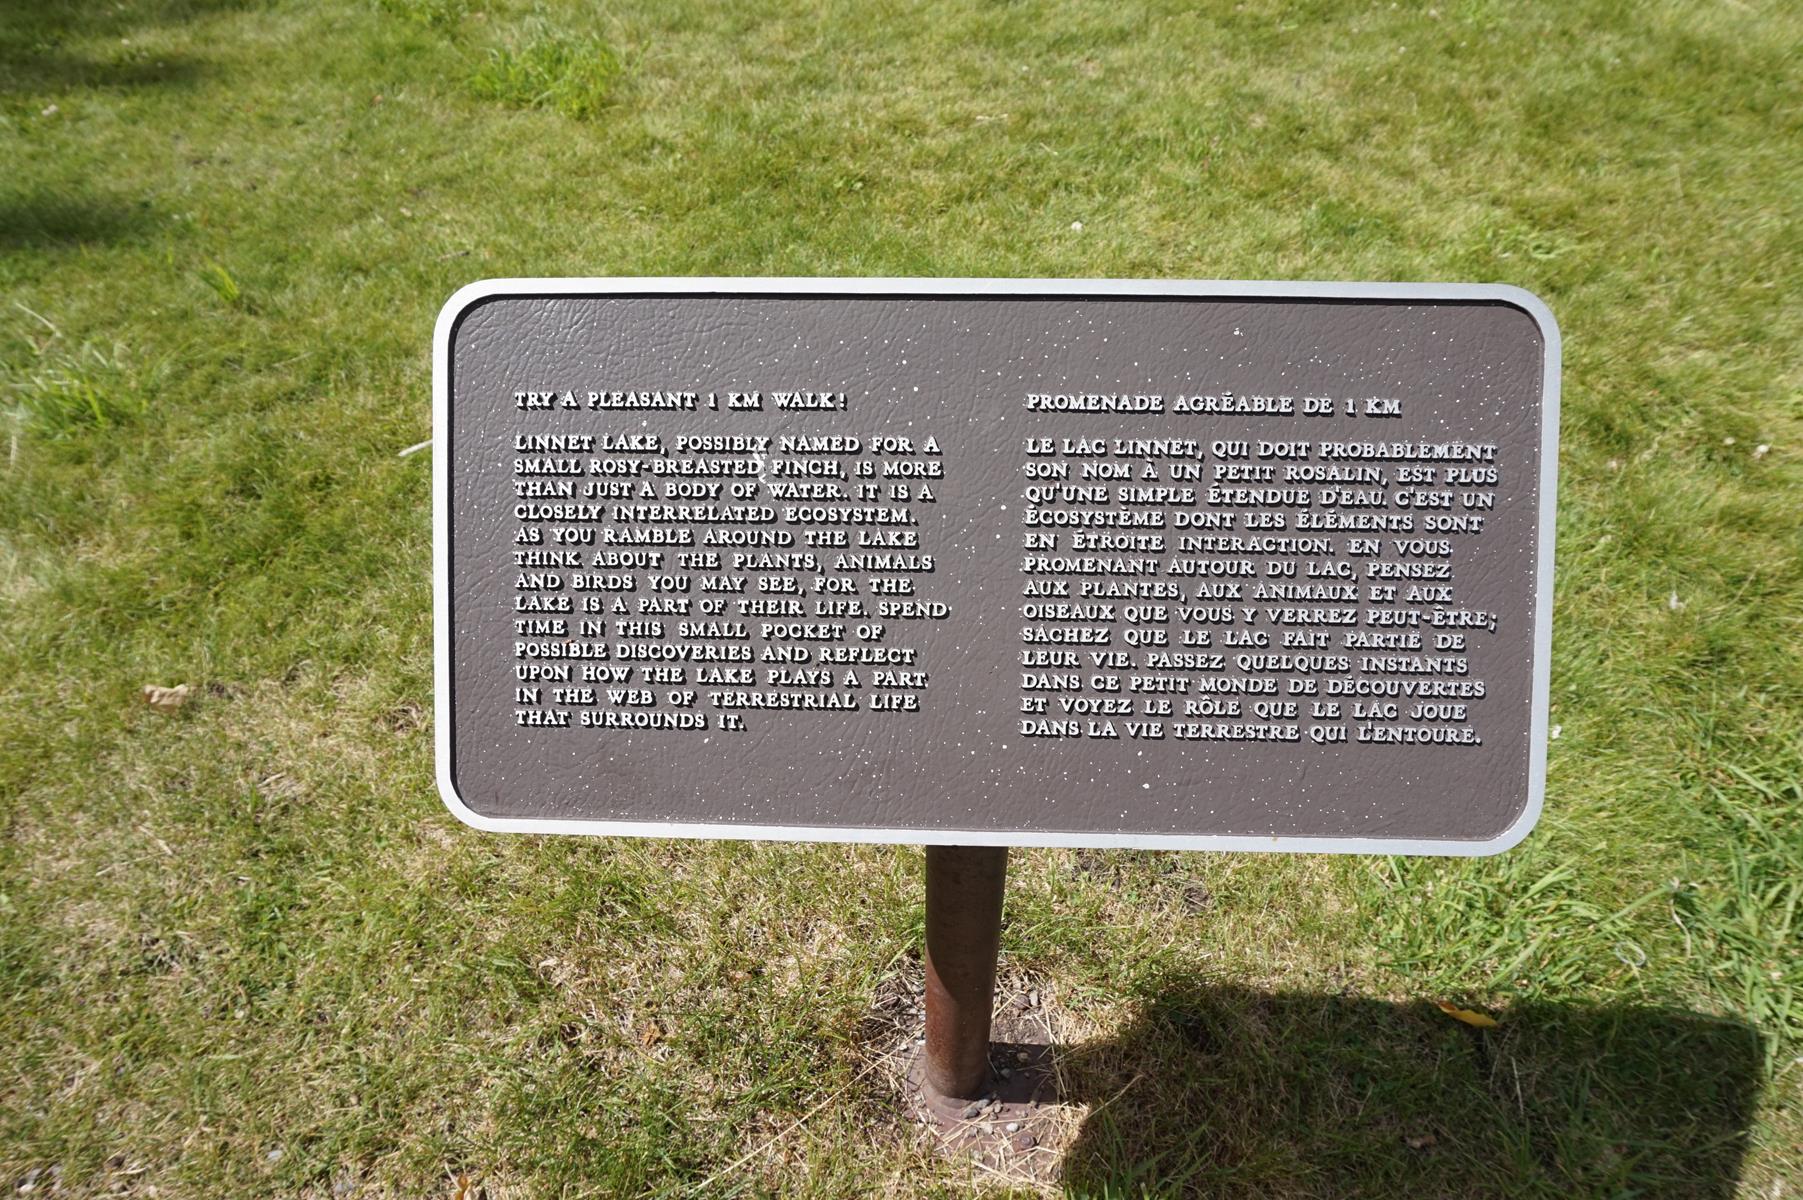 TRY A PLEASANT 1 KM WALK!
LINNET LAKE, POSSIBLY NAMED FOR A
SMALL ROSY-BREASTED FINCH, IS MORE
THAN JUST A BODY OF WATER. IT IS A
CLOSELY INTERRELATED ECOSYSTEM.
AS YOU RAMBLE AROUND THE LAKE
THINK ABOUT THE PLANTS, ANIMALS
AND BIRDS YOU MAY SEE, FOR THE
LAKE IS A PART OF THEIR LIFE. SPEND
TIME IN THIS SMALL POCKET OF
POSSIBLE DISCOVERIES AND REFLECT
UPON HOW THE LAKE PLAYS A PART
IN THE WEB OF TERRESTRIAL LIFE
THAT SURROUNDS IT.
PROMENADE AGRÉABLE DE 1 KM
LE LAC LINNET, QUI DOIT PROBABLEMENT
SON NOM À UN PETIT ROSALIN, EST PLUS
QU'UNE SIMPLE ÉTENDUE D'EAU. C'EST UN
ÉCOSYSTÈME DONT LES ÉLÉMENTS SONT
EN ÉTROITE INTERACTION. EN VOUS
PROMENANT AUTOUR DU LAC, PENSEZ
AUX PLANTES, AUX ANIMAUX ET AUX
OISEAUX QUE VOUS Y VERREZ PEUT-ÊTRE;
SACHEZ QUE LE LAC FAIT PARTIE DE
LEUR VIE. PASSEZ QUELQUES INSTANTS
DANS CE PETIT MONDE DE DÉCOUVERTES
ET VOYEZ LE RÔLE QUE LE LAC JOUE
DANS LA VIE TERRESTRE QUI L'ENTOURE.